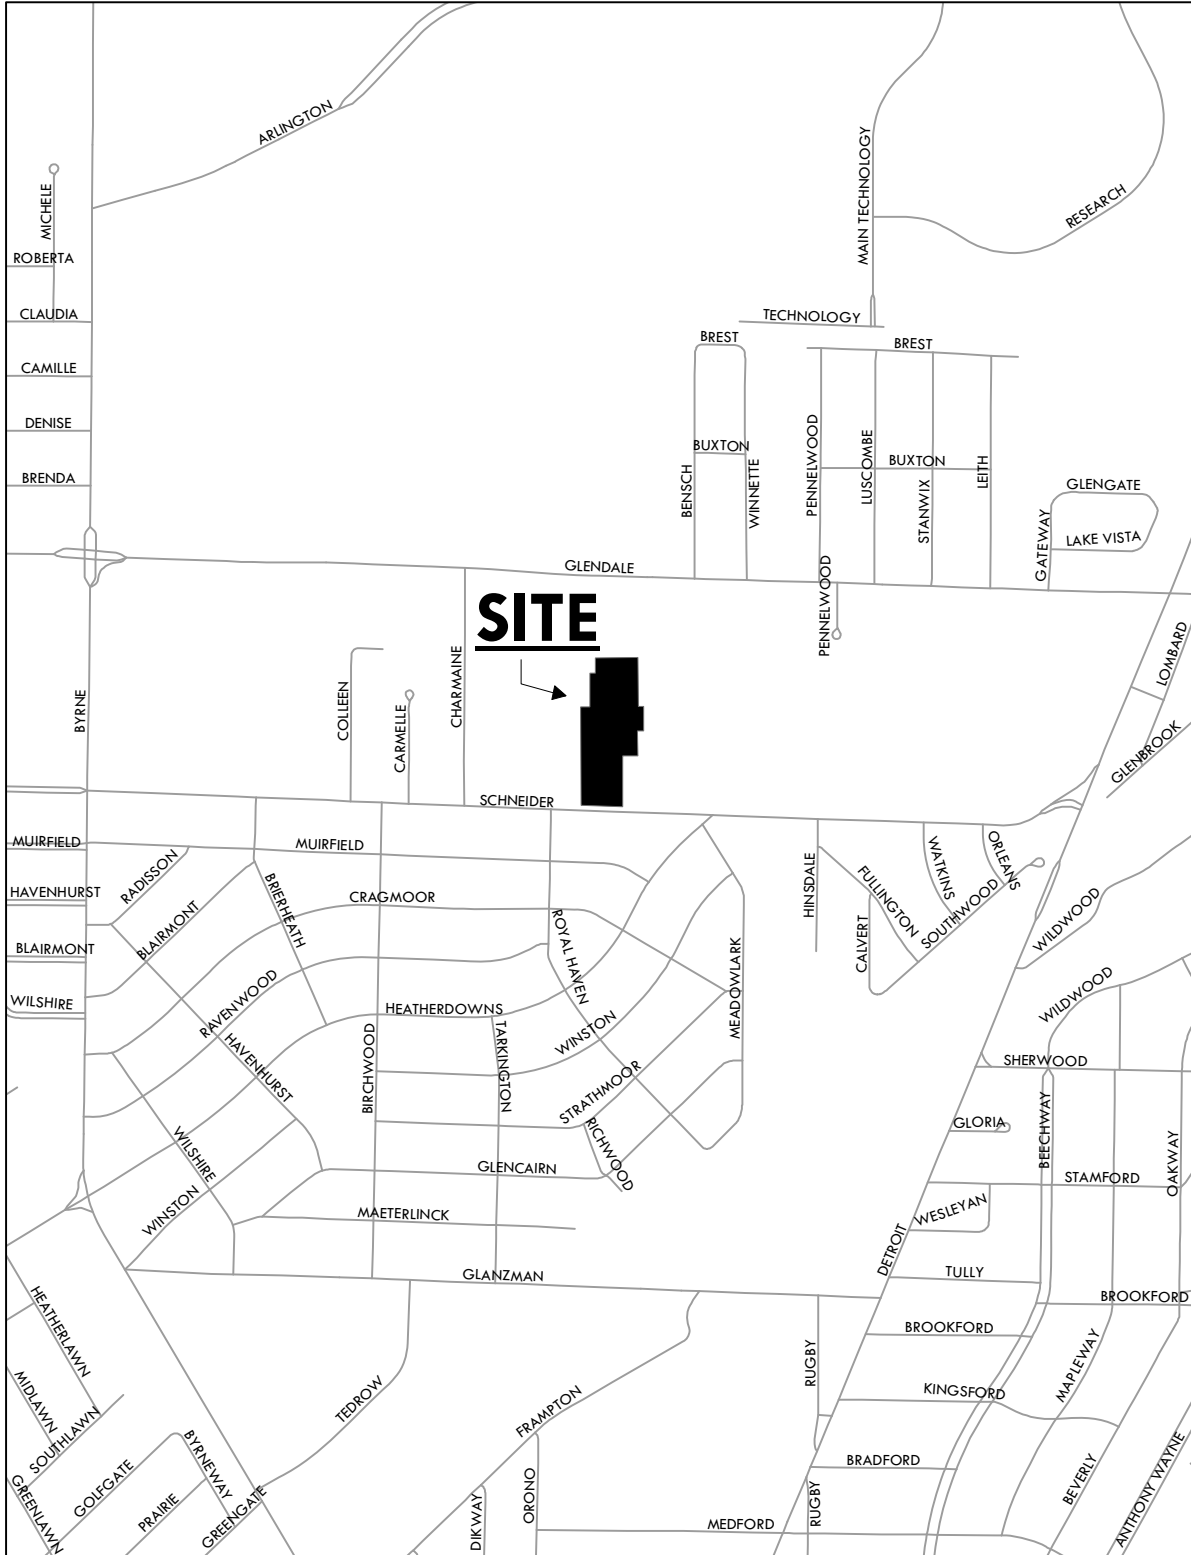 ARLINGTON
MAIN TECHNOLOGY
MICHELE
RESEARCH
ROBERTA
CLAUDIA
TECHNOLOGY
BREST
BREST
CAMILLE
DENISE
BUXTON
BUXTON
BRENDA
BENSCH
WINNETTE
PENNELWOOD
LUSCOMBE
STANWIX
LEITH
GLENGATE
LAKE VISTA
GATEWAY
GLENDALE
PENNELWOOD
SITE
LOMBARD
BYRNE
COLLEEN
CARMELLE
CHARMAINE
GLENBROOK
SCHNEIDER
MUIRFIELD
MUIRFIELD
RADISSON
HAVENHURST
BRIERHEATH
CRAGMOOR
BLAIRMONT
BLAIRMONT
ROYAL HAVEN
HINSDALE
FULLINGTON
WATKINS
ORLEANS
SOUTHWOOD
CALVERT
WILDWOOD
MEADOWLARK
WILSHIRE
RAVENWOOD
HEATHERDOWNS
WINSTON
WILDWOOD
HAVENHURST
BIRCHWOOD
TARKINGTON
STRATHMOOR
SHERWOOD
RICHWOOD
GLORIA
BEECHWAY
WILSHIRE
GLENCAIRN
STAMFORD
OAKWAY
WINSTON
MAETERLINCK
WESLEYAN
DETROIT
GLANZMAN
TULLY
BROOKFORD
HEATHERLAWN
BROOKFORD
RUGBY
MAPLEWAY
KINGSFORD
MIDLAWN
TEDROW
FRAMPTON
SOUTHLAWN
BYRNEWAY
BRADFORD
GOLFGATE
BEVERLY
ANTHONY WAYNE
GREENLAWN
PRAIRIE
GREENGATE
DIKWAY
ORONO
RUGBY
MEDFORD